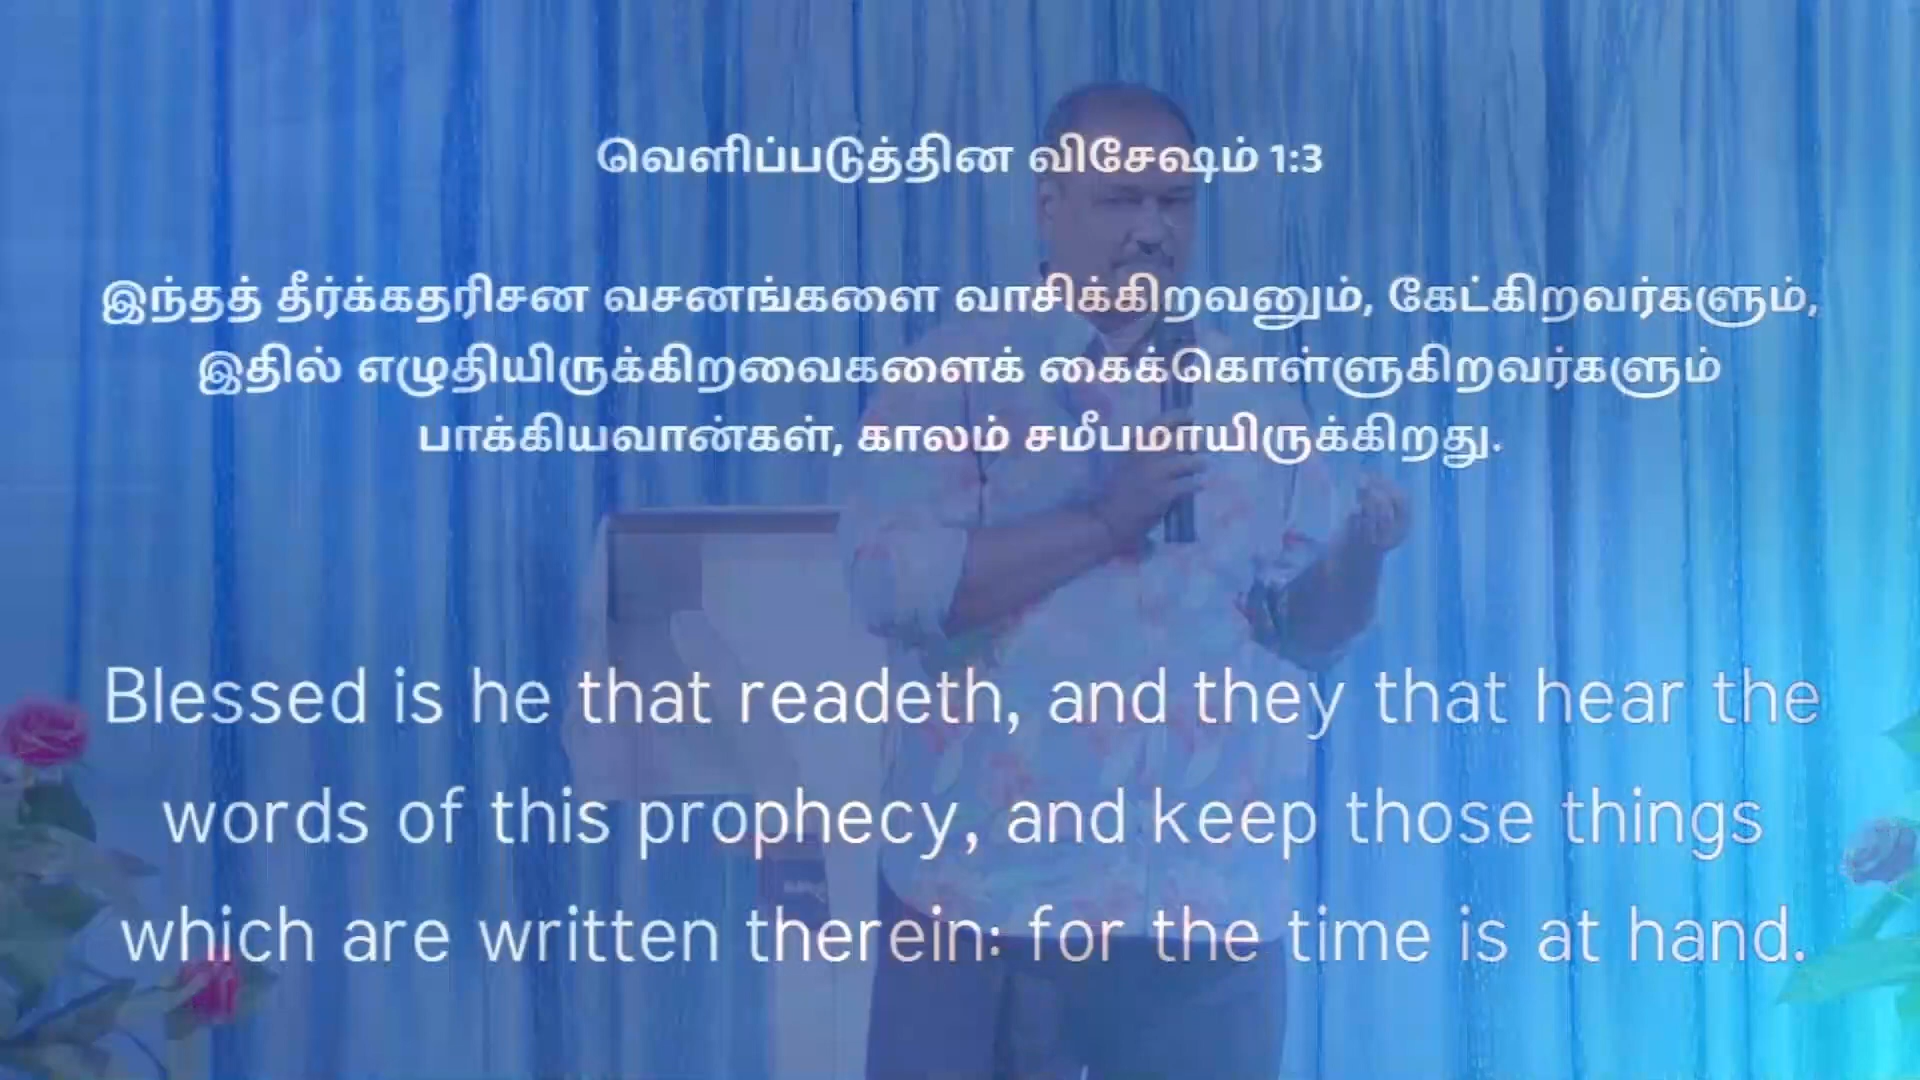 வெளிப்படுத்தின விசேஷம் 1:3
இந்தத் தீர்க்கதரிசன வசனங்களை வாசிக்கிறவனும், கேட்கிறவர்களும்,
இதில் எழுதியிருக்கிறவைகளைக் கைக்கொள்ளுகிறவர்களும்
பாக்கியவான்கள், காலம் சமீபமாயிருக்கிறது.
Blessed is he that readeth, and they that hear the
words of this prophecy, and keep those things
which are written therein: for the time is at hand.